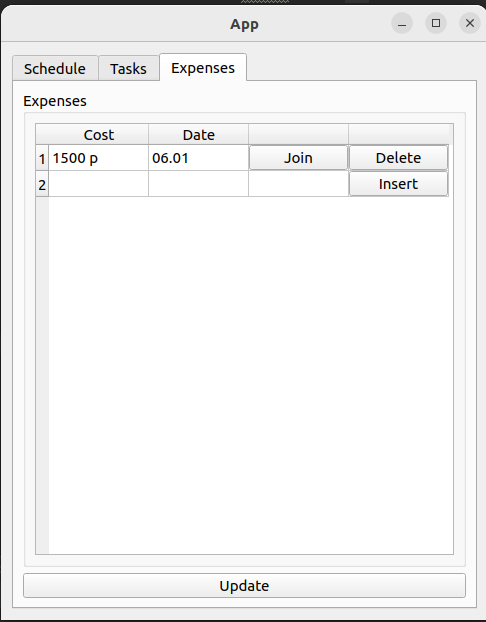 App
Schedule Tasks Expenses
Expenses
Cost Date
1 1500 р 06.01 Join Delete
2 Insert
Update